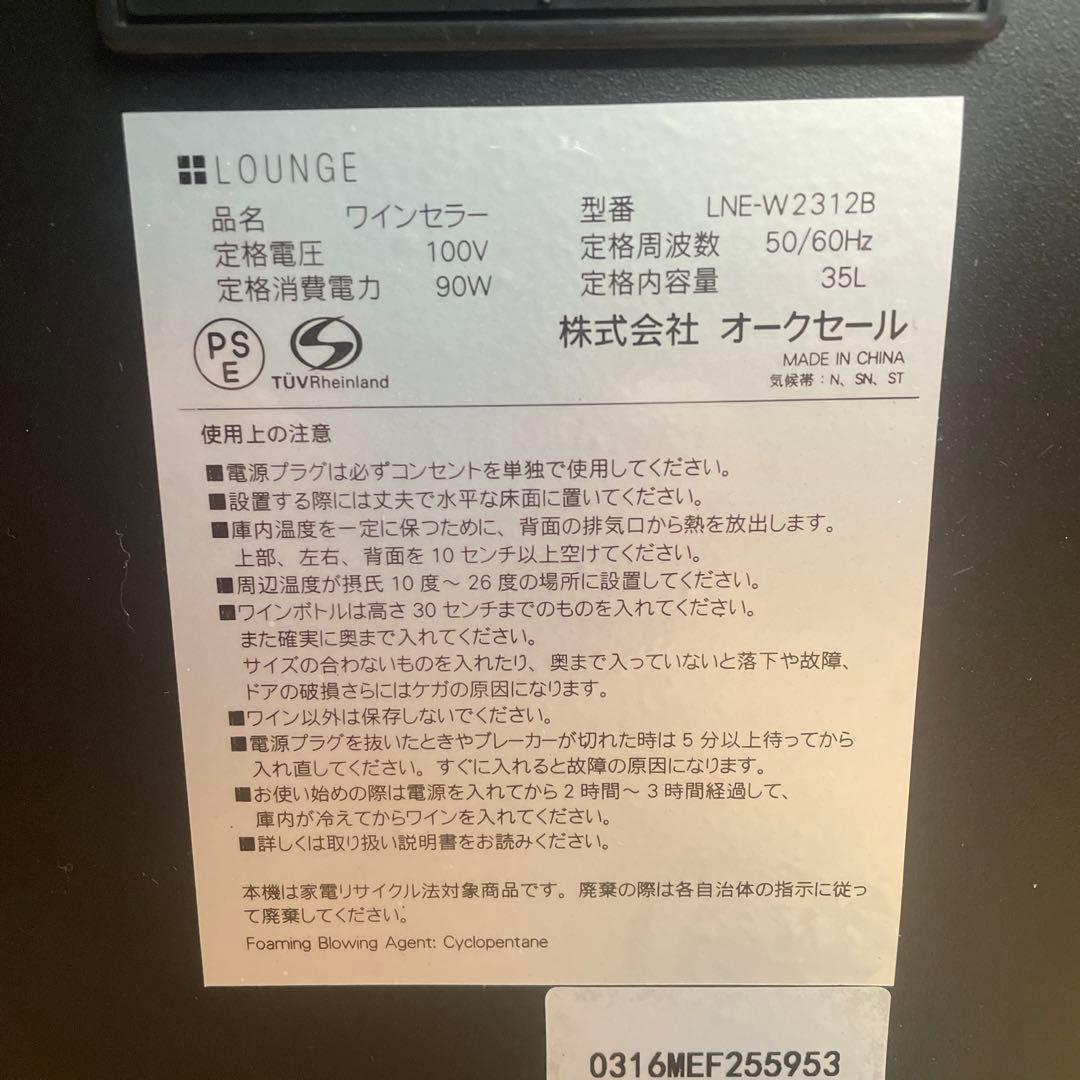 LOUNGE
品名 ワインセラー 型番 LNE-W2312B
定格電圧 100V 定格周波数 50/60Hz
定格消費電力 90W 定格内容量 35L
PSE TÜVRheinland 株式会社 オークセール
MADE IN CHINA
気候帯：N、SN、ST
使用上の注意
■電源プラグは必ずコンセントを単独で使用してください。
■設置する際には丈夫で水平な床面に置いてください。
■庫内温度を一定に保つために、背面の排気口から熱を放出します。
上部、左右、背面を10センチ以上空けてください。
■周辺温度が摂氏10度～26度の場所に設置してください。
■ワインボトルは高さ30センチまでのものを入れてください。
また確実に奥まで入れてください。
サイズの合わないものを入れたり、奥まで入っていないと落下や故障、
ドアの破損さらにはケガの原因になります。
■ワイン以外は保存しないでください。
■電源プラグを抜いたときやブレーカーが切れた時は5分以上待ってから
入れ直してください。すぐに入れると故障の原因になります。
■お使い始めの際は電源を入れてから2時間～3時間経過して、
庫内が冷えてからワインを入れてください。
■詳しくは取り扱い説明書をお読みください。
本機は家電リサイクル法対象商品です。廃棄の際は各自治体の指示に従っ
て廃棄してください。
Foaming Blowing Agent: Cyclopentane
0316MEF255953